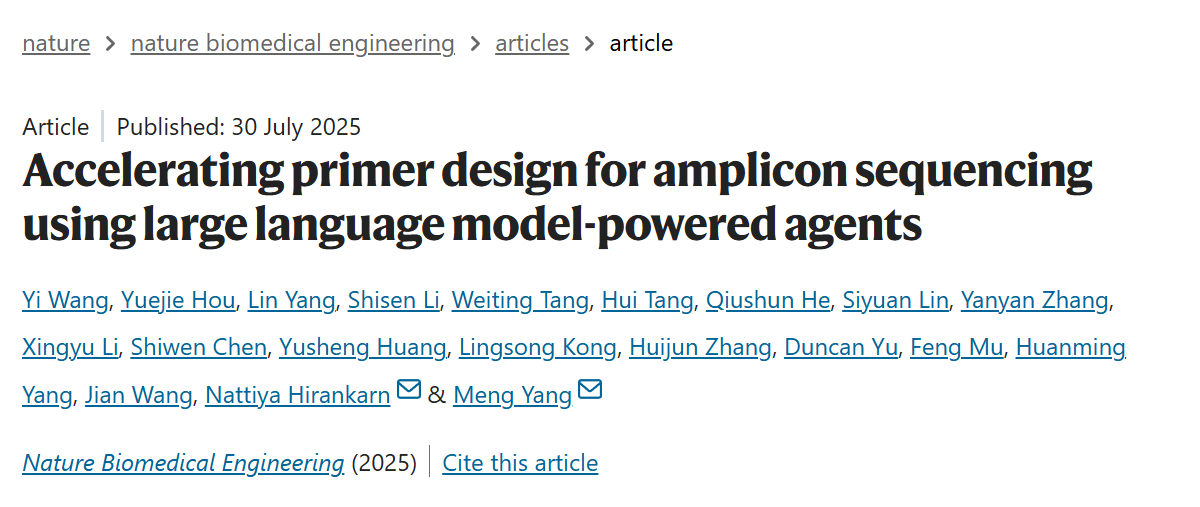 nature > nature biomedical engineering > articles > article
Article | Published: 30 July 2025
Accelerating primer design for amplicon sequencing
using large language model-powered agents
Yi Wang, Yuejie Hou, Lin Yang, Shisen Li, Weiting Tang, Hui Tang, Qiushun He, Siyuan Lin, Yanyan Zhang,
Xingyu Li, Shiwen Chen, Yusheng Huang, Lingsong Kong, Huijun Zhang, Duncan Yu, Feng Mu, Huanming
Yang, Jian Wang, Nattiya Hirankarn & Meng Yang
Nature Biomedical Engineering (2025) | Cite this article